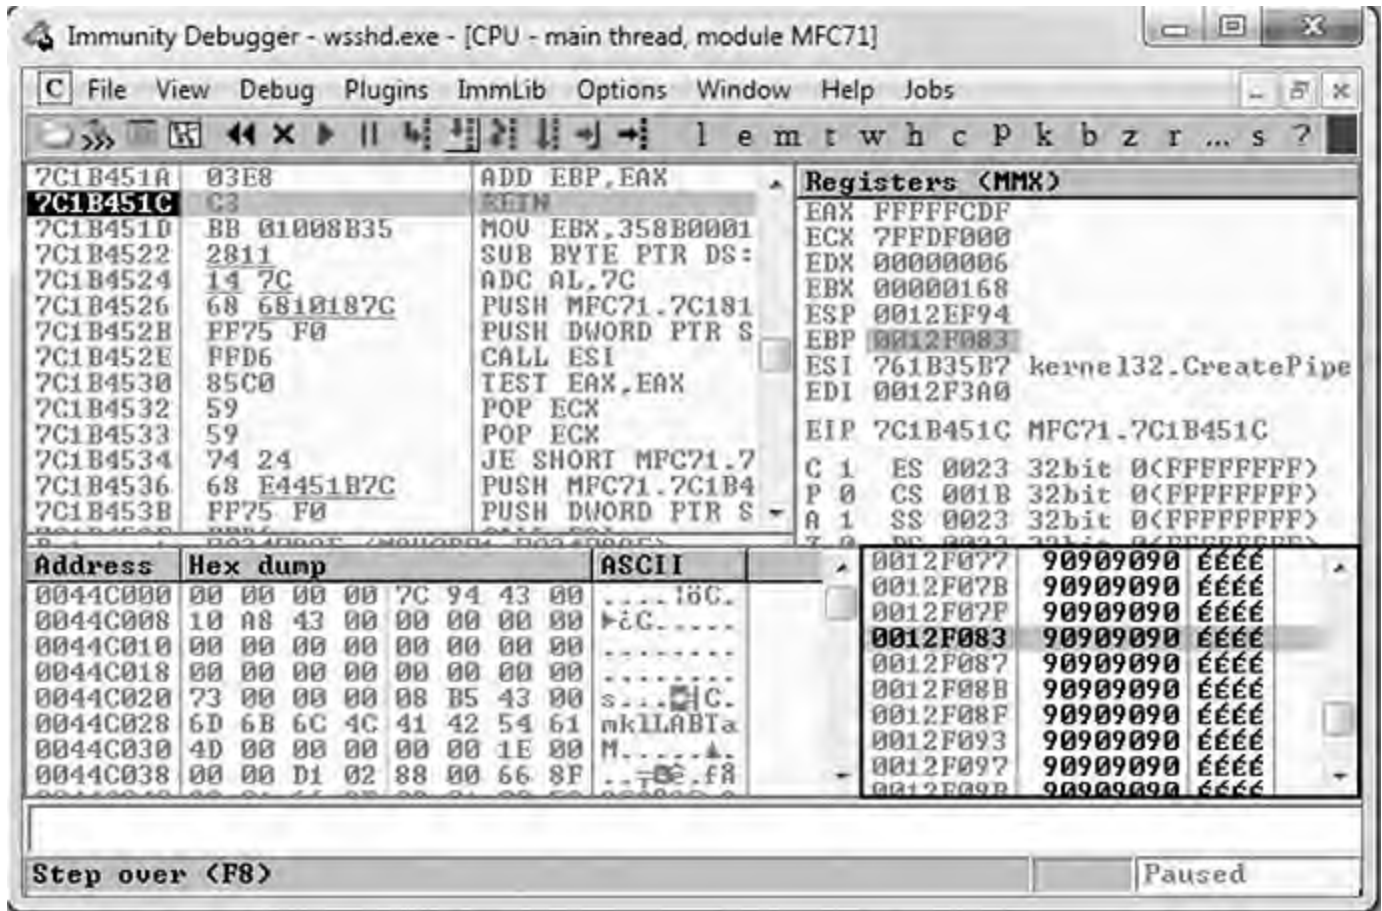 Immunity Debugger - wsshd.exe - [CPU - main thread, module MFC71]
C File View Debug Plugins ImmLib Options Window Help Jobs
l e m t w h c P k b z r ... s ?
7C1B451A 03E8 ADD EBP,EAX
7C1B451C C3 RETN
7C1B451D BB 01008B35 MOV EBX,358B0001
7C1B4522 2811 SUB BYTE PTR DS:
7C1B4524 14 7C ADC AL,7C
7C1B4526 68 6810187C PUSH MFC71.7C181
7C1B452B FF75 F0 PUSH DWORD PTR S
7C1B452E FFD6 CALL ESI
7C1B4530 85C0 TEST EAX,EAX
7C1B4532 59 POP ECX
7C1B4533 59 POP ECX
7C1B4534 74 24 JE SHORT MFC71.7
7C1B4536 68 E4451B7C PUSH MFC71.7C1B4
7C1B453B FF75 F0 PUSH DWORD PTR S
Registers (MMX)
EAX FFFFFCDF
ECX 7FFDF000
EDX 00000006
EBX 00000168
ESP 0012EF94
EBP 0012F083
ESI 761B35B7 kernel32.CreatePipe
EDI 0012F3A0
EIP 7C1B451C MFC71.7C1B451C
C 1 ES 0023 32bit 0(FFFFFFFF)
P 0 CS 001B 32bit 0(FFFFFFFF)
A 1 SS 0023 32bit 0(FFFFFFFF)
Address Hex dump ASCII
0044C000 00 00 00 00 7C 94 43 00 ....|öC.
0044C008 10 A8 43 00 00 00 00 00 ►¿C.....
0044C010 00 00 00 00 00 00 00 00 ........
0044C018 00 00 00 00 00 00 00 00 ........
0044C020 73 00 00 00 08 B5 43 00 s...◘╡C.
0044C028 6D 6B 6C 4C 41 42 54 61 mklLABTa
0044C030 4D 00 00 00 00 00 1E 00 M.....▲.
0044C038 00 00 D1 02 88 00 66 8F
0012F077 90909090 ÉÉÉÉ
0012F07B 90909090 ÉÉÉÉ
0012F07F 90909090 ÉÉÉÉ
0012F083 90909090 ÉÉÉÉ
0012F087 90909090 ÉÉÉÉ
0012F08B 90909090 ÉÉÉÉ
0012F08F 90909090 ÉÉÉÉ
0012F093 90909090 ÉÉÉÉ
0012F097 90909090 ÉÉÉÉ
0012F09B 90909090 ÉÉÉÉ
Step over (F8)
Paused